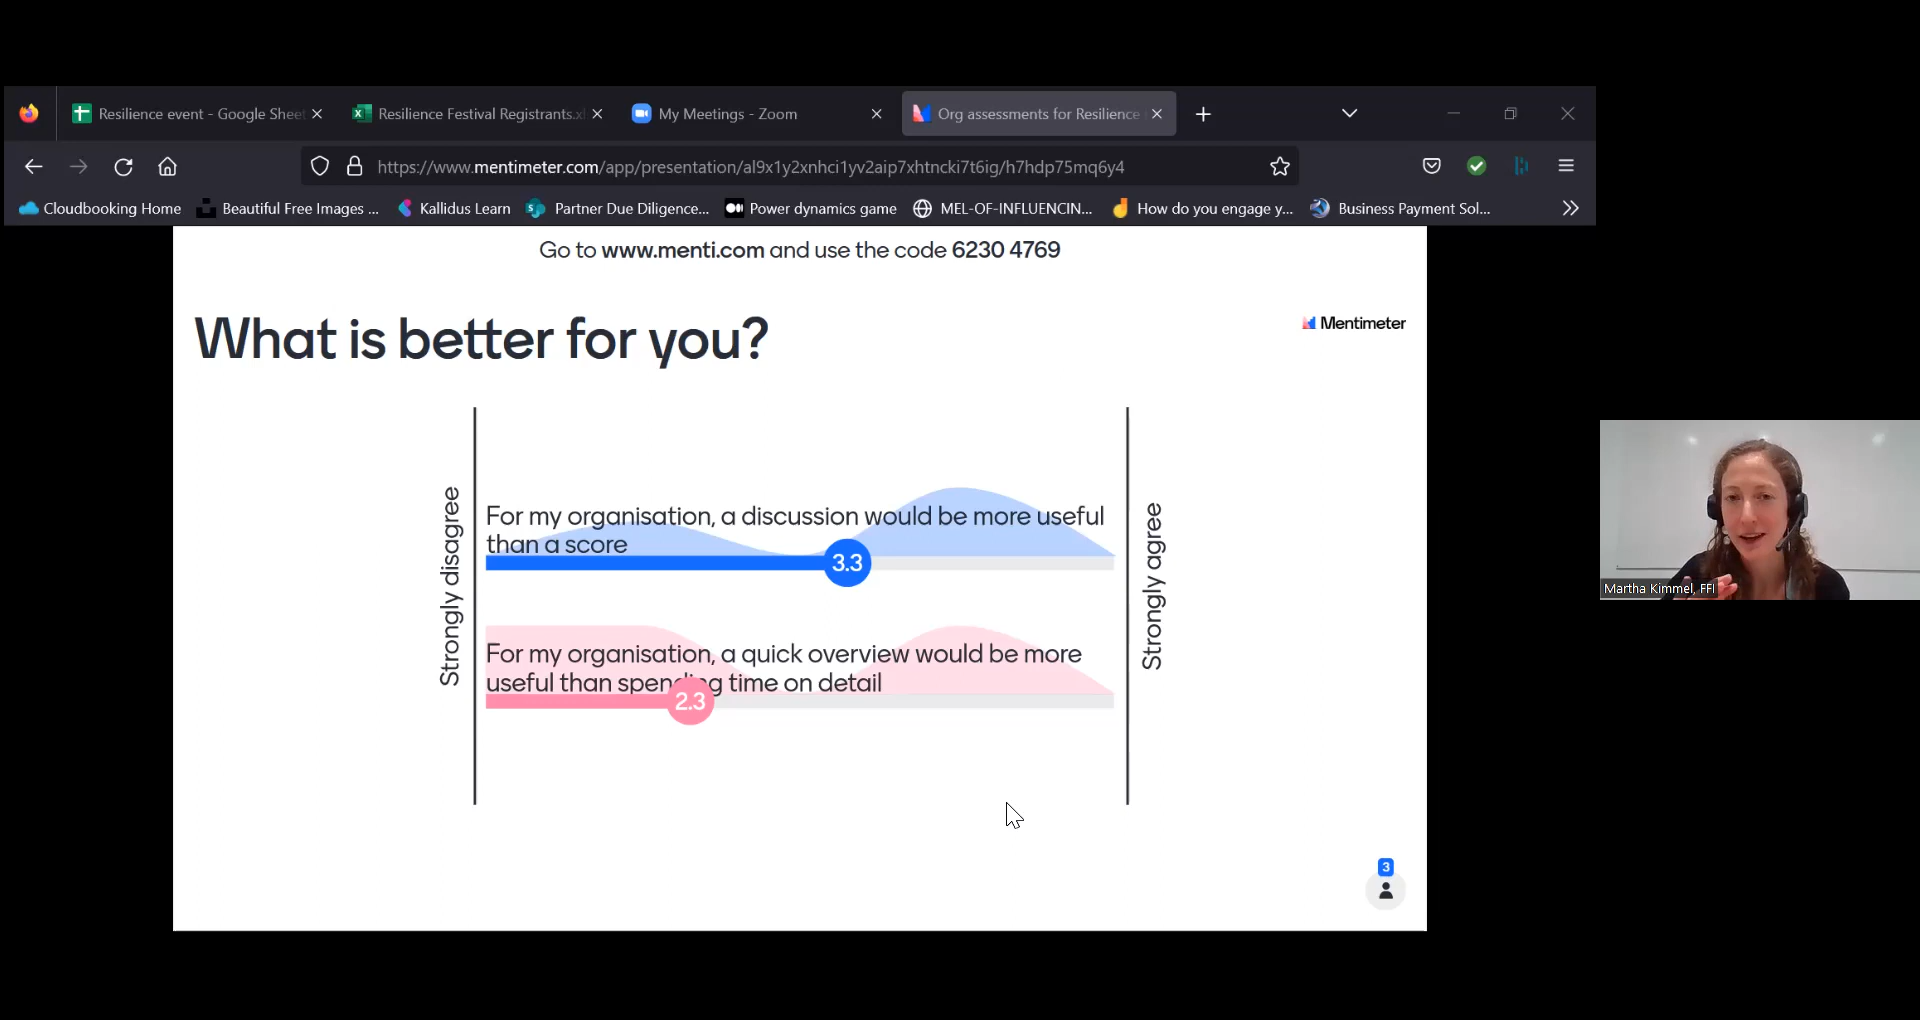 Resilience event - Google Sheet
Resilience Festival Registrants.xl
My Meetings - Zoom
Org assessments for Resilience
https://www.mentimeter.com/app/presentation/al9x1y2xnhci1yv2aip7xhtncki7t6ig/h7hdp75mq6y4
Cloudbooking Home
Beautiful Free Images ...
Kallidus Learn
Partner Due Diligence...
Power dynamics game
MEL-OF-INFLUENCIN...
How do you engage y...
Business Payment Sol...
Go to www.menti.com and use the code 6230 4769
What is better for you?
Mentimeter
Strongly disagree
For my organisation, a discussion would be more useful
than a score
3.3
For my organisation, a quick overview would be more
useful than spending time on detail
2.3
Strongly agree
3
Martha Kimmel, FFI